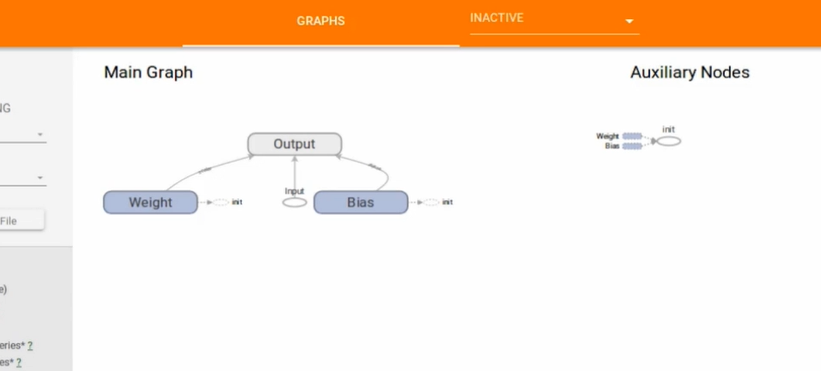 GRAPHS
INACTIVE
Main Graph
Auxiliary Nodes
NG
File
e)
eries* ?
es* ?
Output
Weight
init
Input
Bias
init
Weight
Bias
init